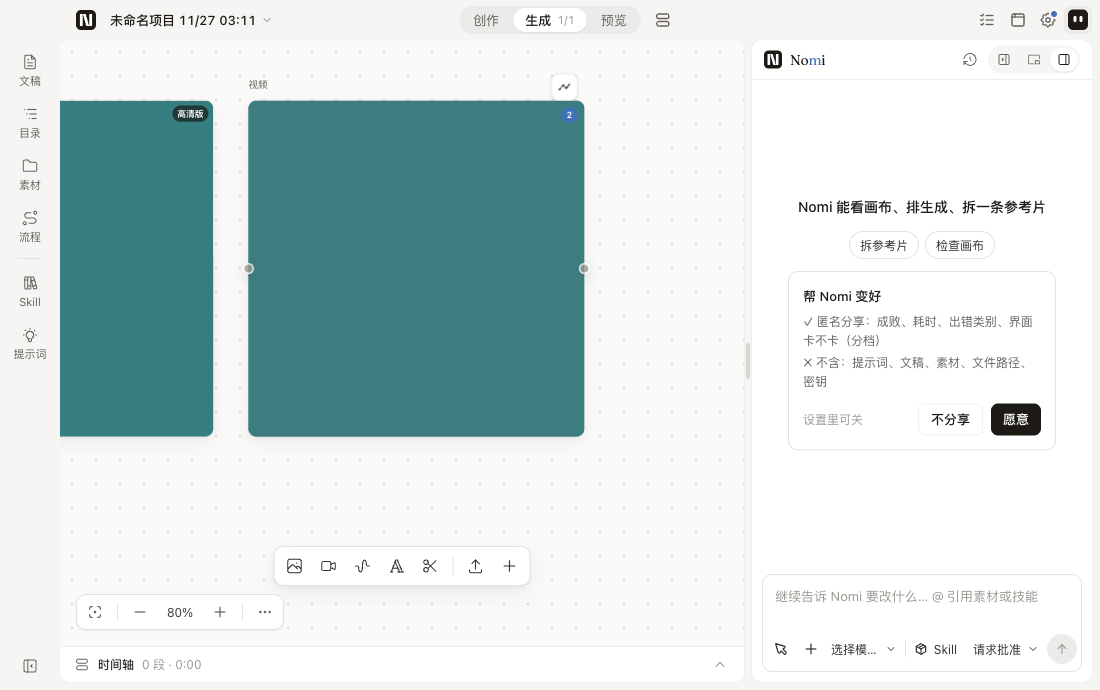 未命名项目 11/27 03:11
创作
生成 1/1
预览
文稿
目录
素材
流程
Skill
提示词
视频
高清版
2
80%
时间轴 0 段 · 0:00
Nomi
Nomi 能看画布、排生成、拆一条参考片
拆参考片
检查画布
帮 Nomi 变好
✓ 匿名分享：成败、耗时、出错类别、界面
卡不卡（分档）
✕ 不含：提示词、文稿、素材、文件路径、
密钥
设置里可关
不分享
愿意
继续告诉 Nomi 要改什么... @ 引用素材或技能
选择模...
Skill
请求批准